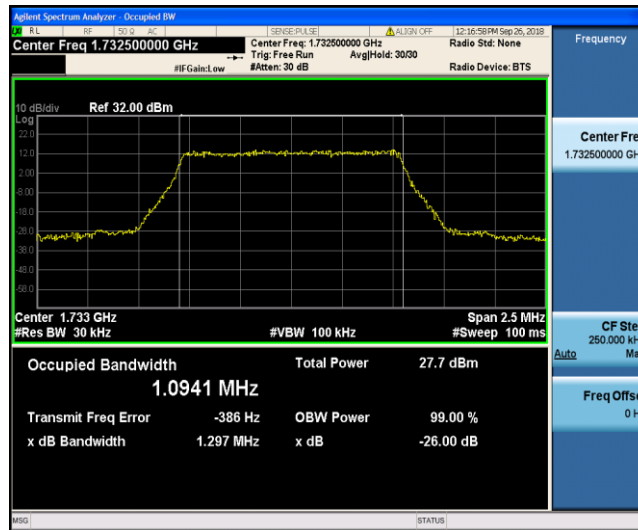 Agilent Spectrum Analyzer - Occupied BW
RL RF 50 Ω AC SENSE:PULSE ALIGN OFF 12:16:58 PM Sep 26, 2018
Center Freq 1.732500000 GHz Center Freq: 1.732500000 GHz Radio Std: None
Trig: Free Run Avg|Hold: 30/30
#IFGain:Low #Atten: 30 dB Radio Device: BTS
Frequency
10 dB/div Ref 32.00 dBm
Log
22.0
12.0
2.00
-8.00
-18.0
-28.0
-38.0
-48.0
-58.0
Center Fre
1.732500000 GH
Center 1.733 GHz Span 2.5 MHz
#Res BW 30 kHz #VBW 100 kHz #Sweep 100 ms
CF Ste
250.000 kH
Auto Ma
Occupied Bandwidth Total Power 27.7 dBm
1.0941 MHz
Transmit Freq Error -386 Hz OBW Power 99.00 %
x dB Bandwidth 1.297 MHz x dB -26.00 dB
Freq Offse
0 H
MSG STATUS